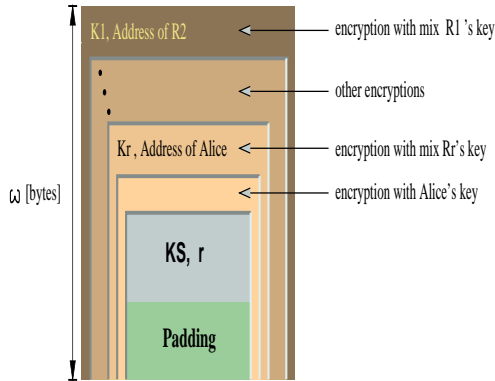 K1, Address of R2
encryption with mix R1 's key
other encryptions
Kr , Address of Alice
encryption with mix Rr's key
encryption with Alice's key
ω [bytes]
KS, r
Padding